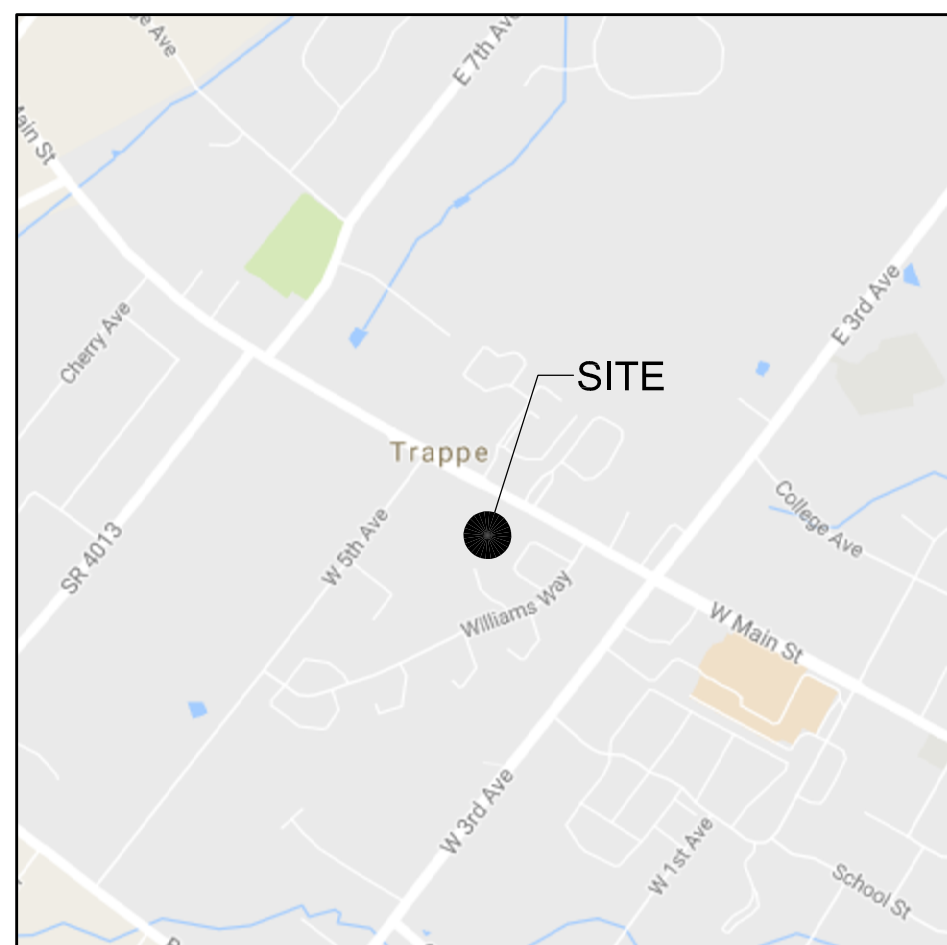 E 7th Ave
Main St
E 3rd Ave
Cherry Ave
SITE
Trappe
College Ave
SR 4013
W 5th Ave
Williams Way
W Main St
W 3rd Ave
W 1st Ave
School St